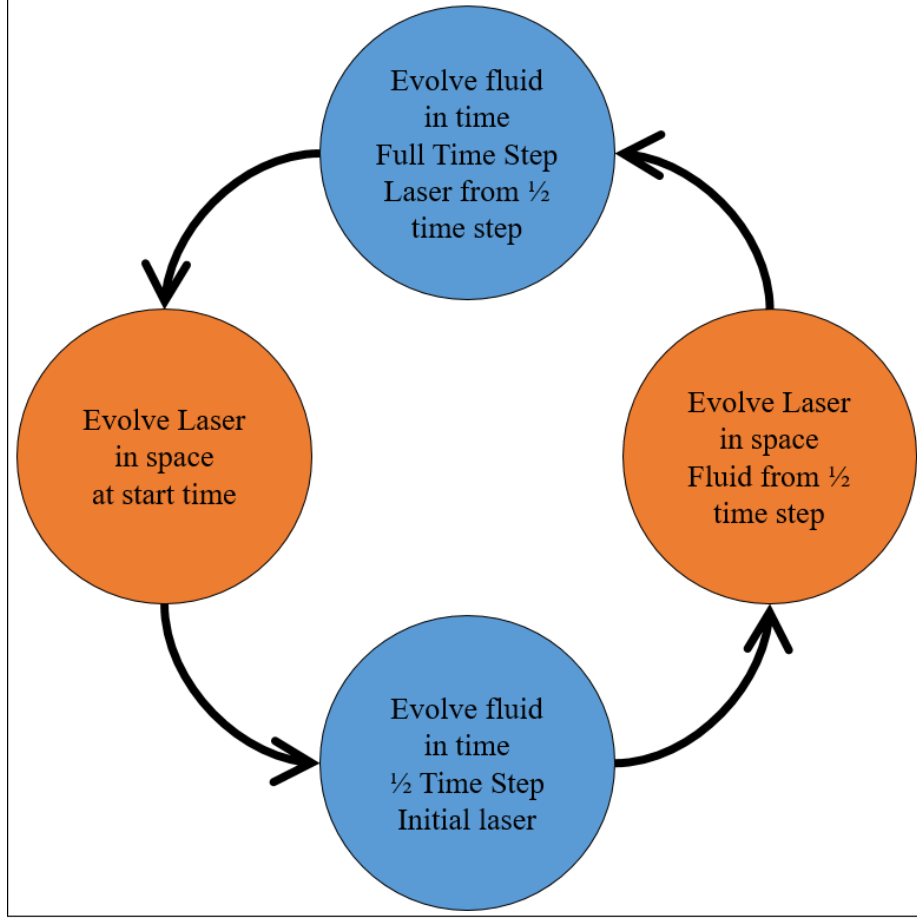 Evolve fluid
in time
Full Time Step
Laser from ½
time step
Evolve Laser
in space
at start time
Evolve Laser
in space
Fluid from ½
time step
Evolve fluid
in time
½ Time Step
Initial laser